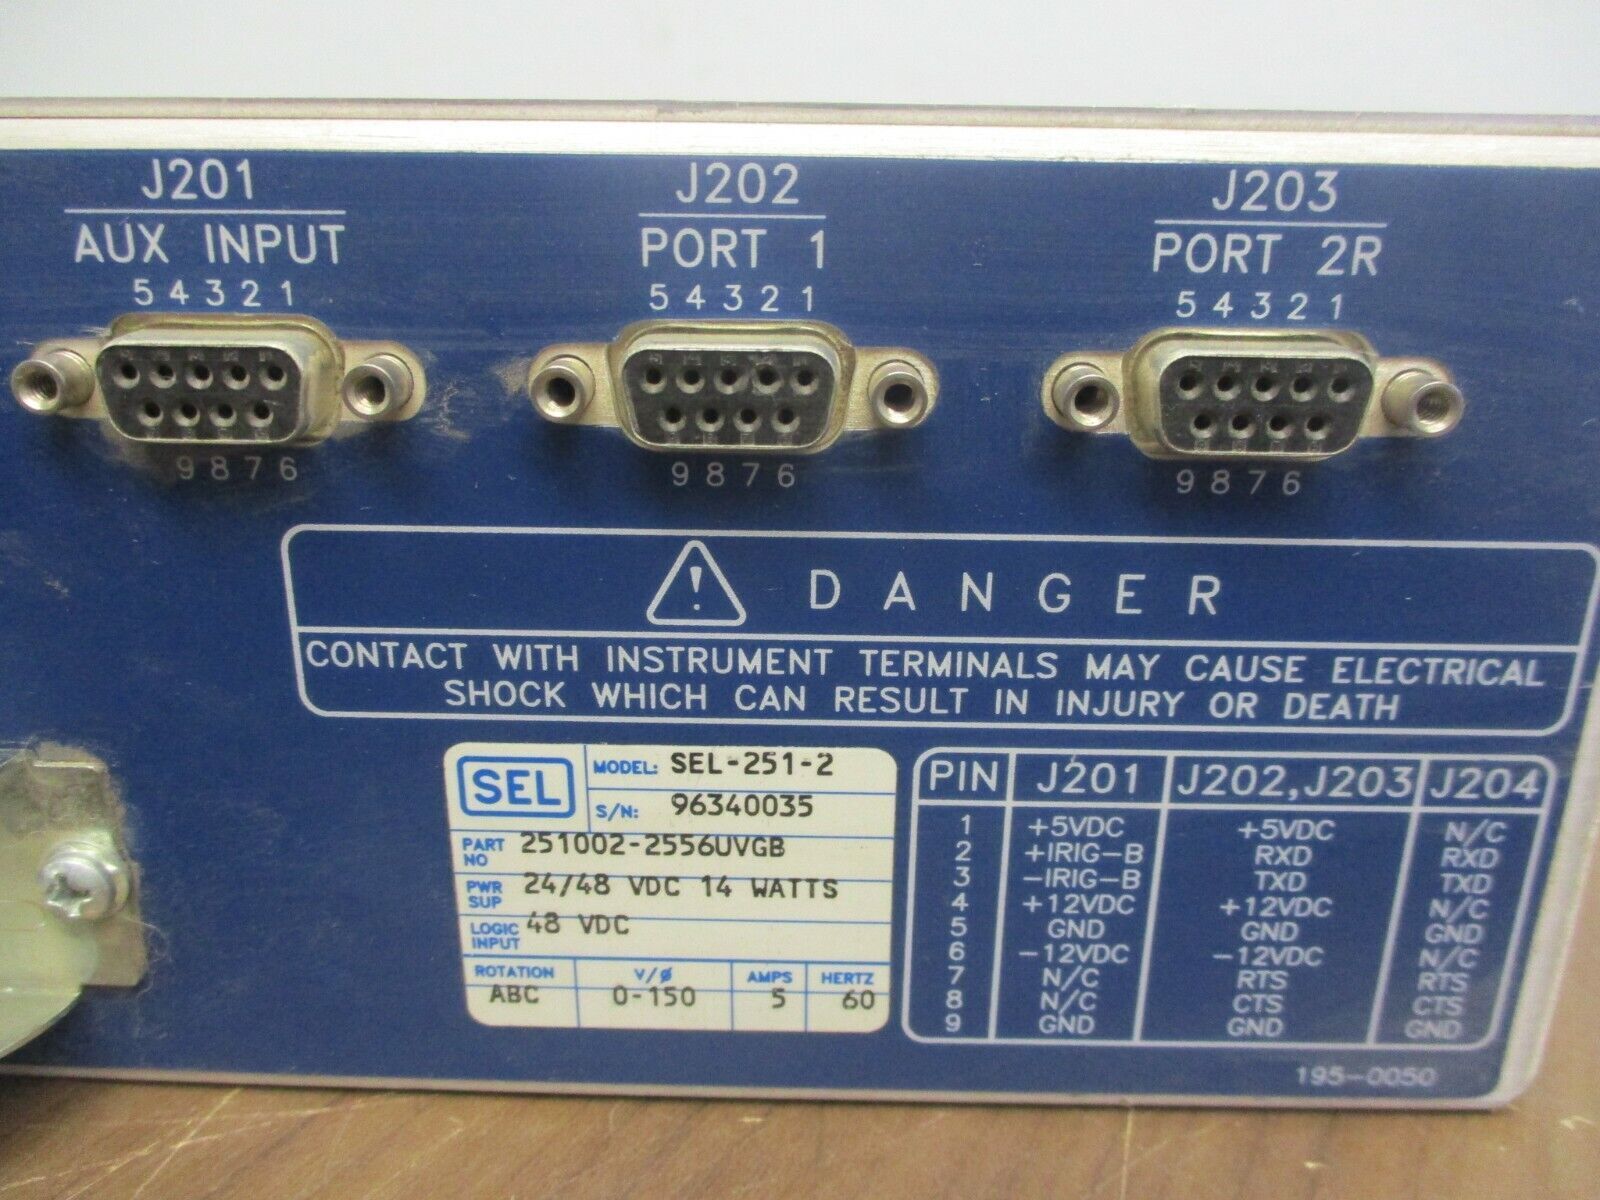 J201
AUX INPUT
5 4 3 2 1
9 8 7 6
J202
PORT 1
5 4 3 2 1
9 8 7 6
J203
PORT 2R
5 4 3 2 1
9 8 7 6
! DANGER
CONTACT WITH INSTRUMENT TERMINALS MAY CAUSE ELECTRICAL
SHOCK WHICH CAN RESULT IN INJURY OR DEATH
SEL
MODEL: SEL-251-2
S/N: 96340035
PART NO 251002-2556UVGB
PWR SUP 24/48 VDC 14 WATTS
LOGIC INPUT 48 VDC
ROTATION V/Ø AMPS HERTZ
ABC 0-150 5 60
PIN J201 J202,J203 J204
1 +5VDC +5VDC N/C
2 +IRIG-B RXD RXD
3 -IRIG-B TXD TXD
4 +12VDC +12VDC N/C
5 GND GND GND
6 -12VDC -12VDC N/C
7 N/C RTS RTS
8 N/C CTS CTS
9 GND GND GND
195-0050